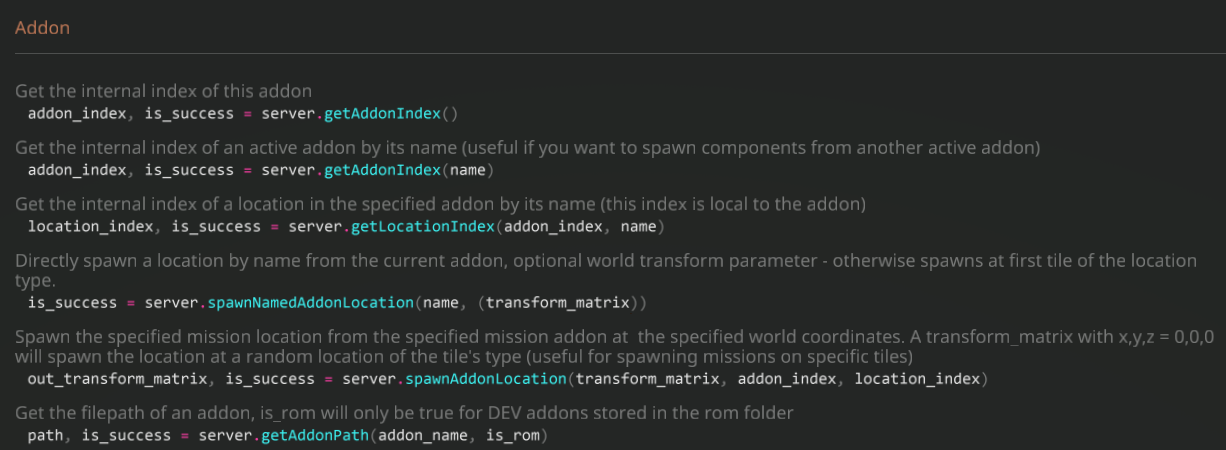 Addon
Get the internal index of this addon
addon_index, is_success = server.getAddonIndex()
Get the internal index of an active addon by its name (useful if you want to spawn components from another active addon)
addon_index, is_success = server.getAddonIndex(name)
Get the internal index of a location in the specified addon by its name (this index is local to the addon)
location_index, is_success = server.getLocationIndex(addon_index, name)
Directly spawn a location by name from the current addon, optional world transform parameter - otherwise spawns at first tile of the location
type.
is_success = server.spawnNamedAddonLocation(name, (transform_matrix))
Spawn the specified mission location from the specified mission addon at  the specified world coordinates. A transform_matrix with x,y,z = 0,0,0
will spawn the location at a random location of the tile's type (useful for spawning missions on specific tiles)
out_transform_matrix, is_success = server.spawnAddonLocation(transform_matrix, addon_index, location_index)
Get the filepath of an addon, is_rom will only be true for DEV addons stored in the rom folder
path, is_success = server.getAddonPath(addon_name, is_rom)